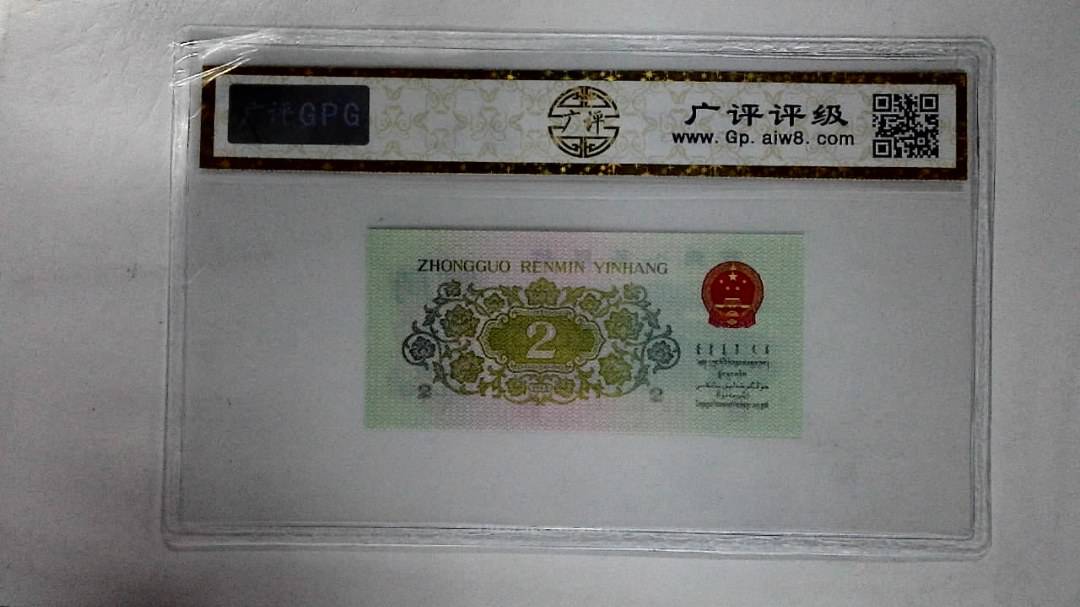 广评GPG
广评
广评评级
www. Gp. aiw8. com
ZHONGGUO RENMIN YINHANG
2
2
2